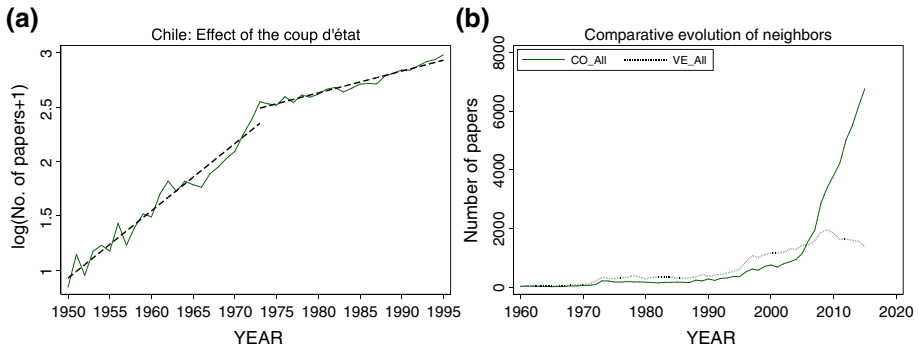 (a)
Chile: Effect of the coup d'état
log(No. of papers+1)
3
2.5
2
1.5
1
1950 1955 1960 1965 1970 1975 1980 1985 1990 1995
YEAR
(b)
Comparative evolution of neighbors
CO_All VE_All
Number of papers
8000
6000
4000
2000
0
1960 1970 1980 1990 2000 2010 2020
YEAR